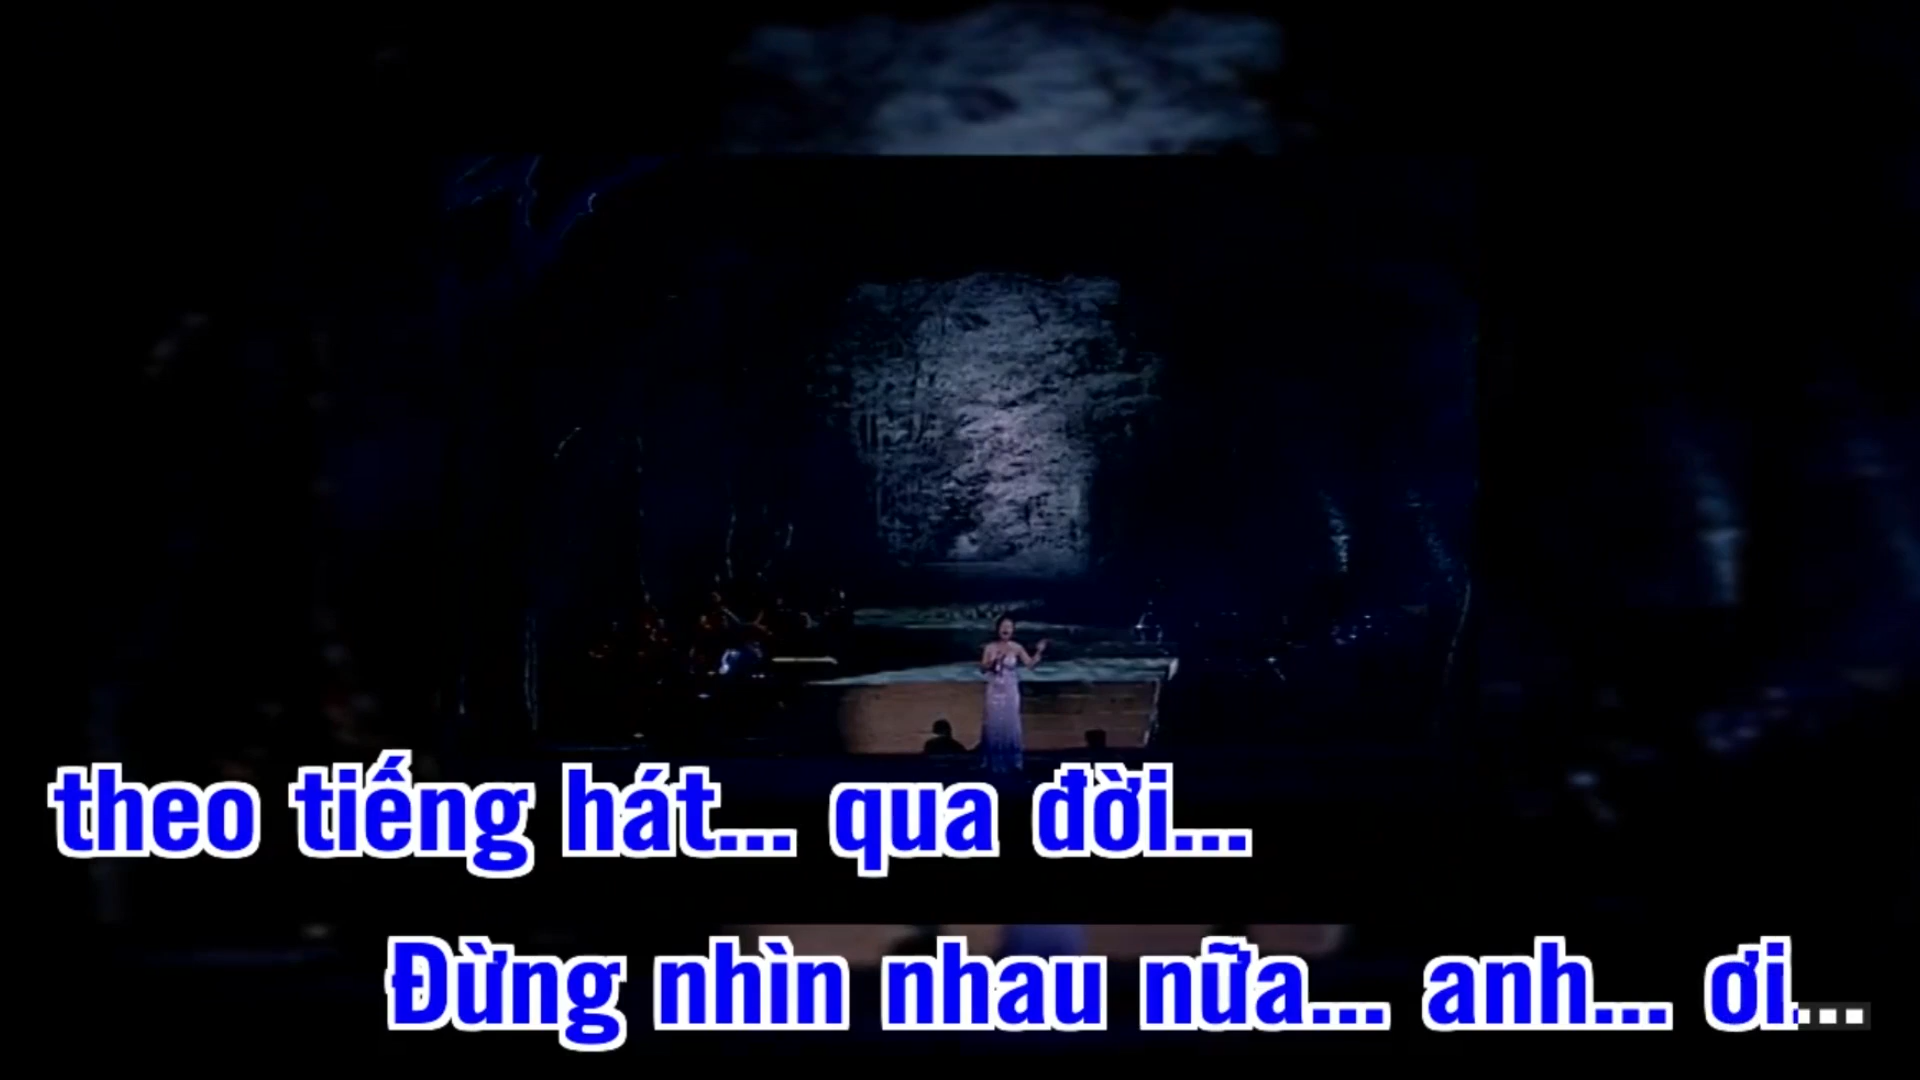 theo tiếng hát... qua đời...
Đừng nhìn nhau nữa... anh... ơi...